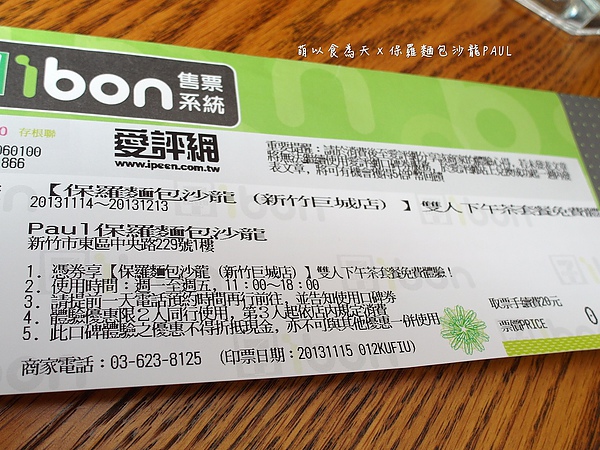 萌以食為天 x 保羅麵包沙龍PAUL
ibon 售票系統
存根聯
060100
866
愛評網
www.ipeen.com.tw
【保羅麵包沙龍（新竹巨城店）】雙人下午茶套餐免費體
20131114~20131213
Paul保羅麵包沙龍
新竹市東區中央路229號1樓
1. 憑券享【保羅麵包沙龍（新竹巨城店）】雙人下午茶套餐免費體驗！
2. 使用時間：週一至週五，11：00～18：00
3. 請提前一天電話預約時間再行前往，並告知使用口碑券
4. 體驗優惠限2人同行使用，第3人起依店內規定消費
5. 此口碑體驗之優惠不得折抵現金，亦不可與其他優惠一併使用
取票手續費20元
票價PRICE 0
商家電話：03-623-8125 （印票日期：20131115 012KUFIU）